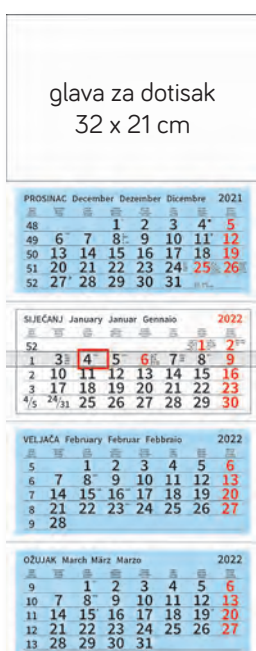 glava za dotisak
32 x 21 cm
PROSINAC December Dezember Dicembre 2021
48 1 2 3 4 5
49 6 7 8 9 10 11 12
50 13 14 15 16 17 18 19
51 20 21 22 23 24 25 26
52 27 28 29 30 31
SIJEČANJ January Januar Gennaio 2022
52 1 2
1 3 4 5 6 7 8 9
2 10 11 12 13 14 15 16
3 17 18 19 20 21 22 23
4/5 24/31 25 26 27 28 29 30
VELJAČA February Februar Febbraio 2022
5 1 2 3 4 5 6
6 7 8 9 10 11 12 13
7 14 15 16 17 18 19 20
8 21 22 23 24 25 26 27
9 28
OŽUJAK March März Marzo 2022
9 1 2 3 4 5 6
10 7 8 9 10 11 12 13
11 14 15 16 17 18 19 20
12 21 22 23 24 25 26 27
13 28 29 30 31